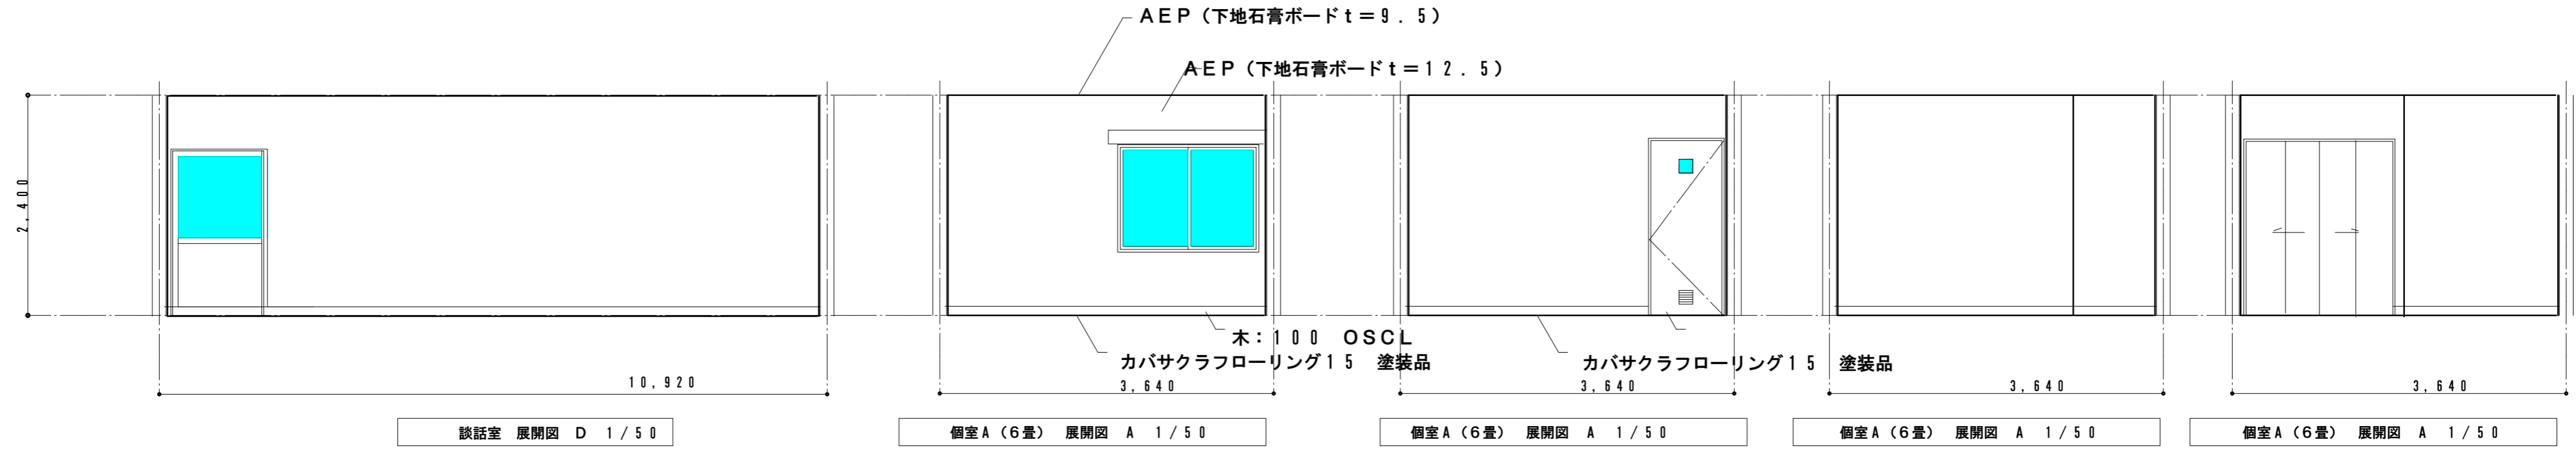 AEP（下地石膏ボードt=9.5）
AEP（下地石膏ボードt=12.5）
2,400
木：100 OSCL
カバサクラフローリング15 塗装品
カバサクラフローリング15 塗装品
10,920
3,640
3,640
3,640
3,640
談話室 展開図 D 1/50
個室A（6畳） 展開図 A 1/50
個室A（6畳） 展開図 A 1/50
個室A（6畳） 展開図 A 1/50
個室A（6畳） 展開図 A 1/50